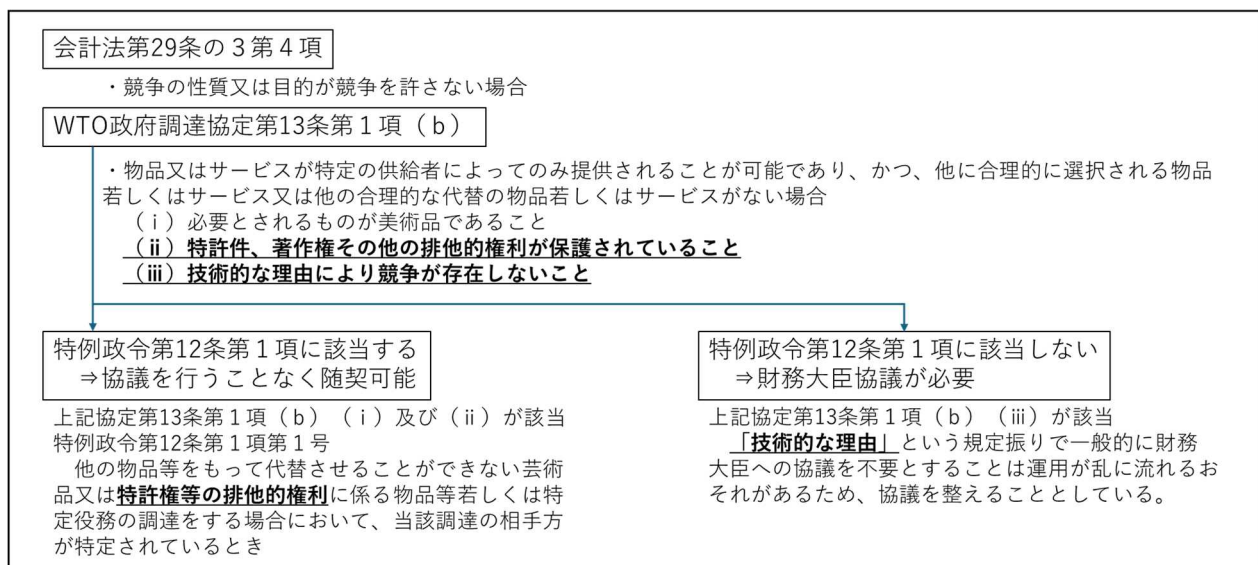 会計法第29条の3第4項
・競争の性質又は目的が競争を許さない場合
WTO政府調達協定第13条第1項（b）
・物品又はサービスが特定の供給者によってのみ提供されることが可能であり、かつ、他に合理的に選択される物品
若しくはサービス又は他の合理的な代替の物品若しくはサービスがない場合
（ⅰ）必要とされるものが美術品であること
（ⅱ）特許件、著作権その他の排他的権利が保護されていること
（ⅲ）技術的な理由により競争が存在しないこと
特例政令第12条第1項に該当する
⇒協議を行うことなく随契可能
上記協定第13条第1項（b）（ⅰ）及び（ⅱ）が該当
特例政令第12条第1項第1号
他の物品等をもって代替させることができない芸術
品又は特許権等の排他的権利に係る物品等若しくは特
定役務の調達をする場合において、当該調達の相手方
が特定されているとき
特例政令第12条第1項に該当しない
⇒財務大臣協議が必要
上記協定第13条第1項（b）（ⅲ）が該当
「技術的な理由」という規定振りで一般的に財務
大臣への協議を不要とすることは運用が乱に流れるお
それがあるため、協議を整えることとしている。